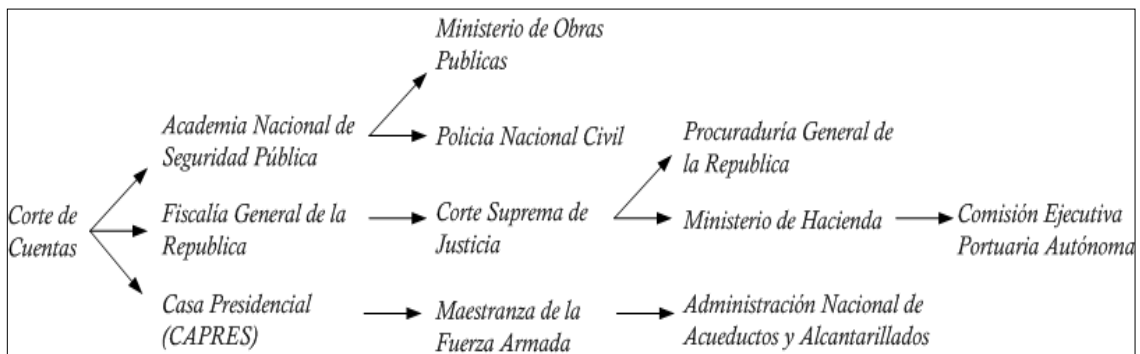 Ministerio de Obras
Publicas
Academia Nacional de
Seguridad Pública
Policia Nacional Civil
Procuraduría General de
la Republica
Corte de
Cuentas
Fiscalía General de la
Republica
Corte Suprema de
Justicia
Ministerio de Hacienda
Comisión Ejecutiva
Portuaria Autónoma
Casa Presidencial
(CAPRES)
Maestranza de la
Fuerza Armada
Administración Nacional de
Acueductos y Alcantarillados